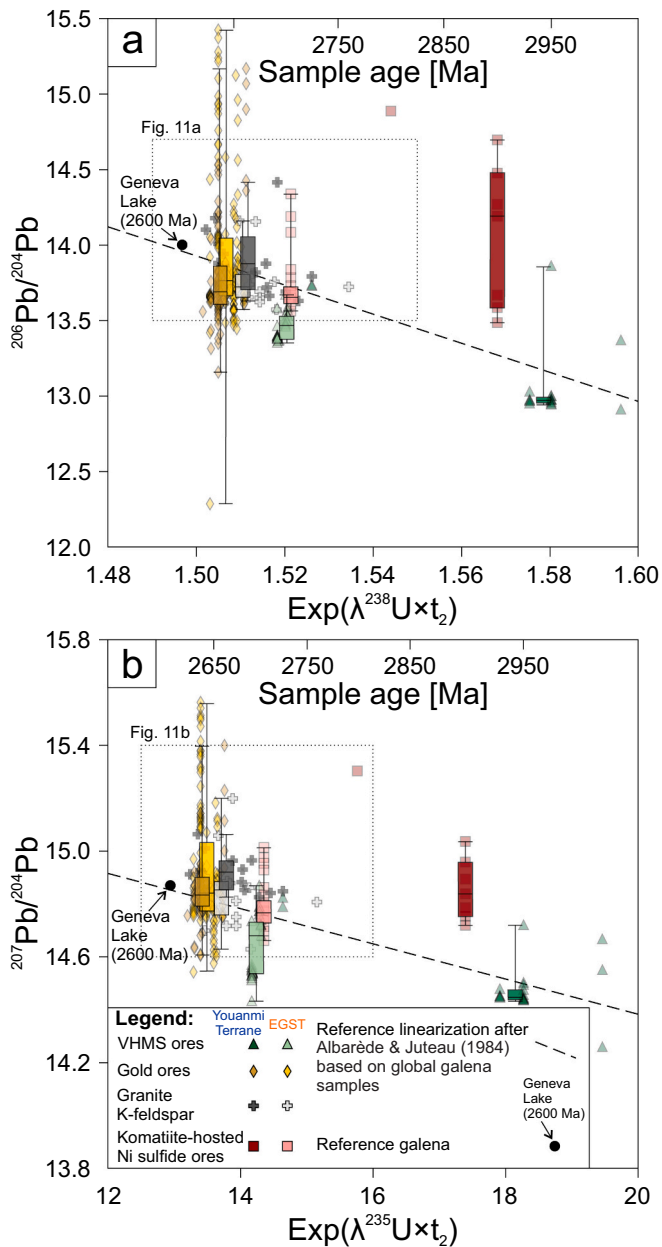 a
2750 2850 2950
Sample age [Ma]
15.5
15.0
14.5
14.0
13.5
13.0
12.5
12.0
²⁰⁶Pb/²⁰⁴Pb
Fig. 11a
Geneva
Lake
(2600 Ma)
1.48 1.50 1.52 1.54 1.56 1.58 1.60
Exp(λ²³⁸U×t₂)
b
2650 2750 2850 2950
Sample age [Ma]
15.8
15.4
15.0
14.6
14.2
13.8
²⁰⁷Pb/²⁰⁴Pb
Fig. 11b
Geneva
Lake
(2600 Ma)
Legend:
Youanmi
Terrane
EGST
VHMS ores
Gold ores
Granite
K-feldspar
Komatiite-hosted
Ni sulfide ores
Reference linearization after
Albarède & Juteau (1984)
based on global galena
samples
Geneva
Lake
(2600 Ma)
Reference galena
12 14 16 18 20
Exp(λ²³⁵U×t₂)